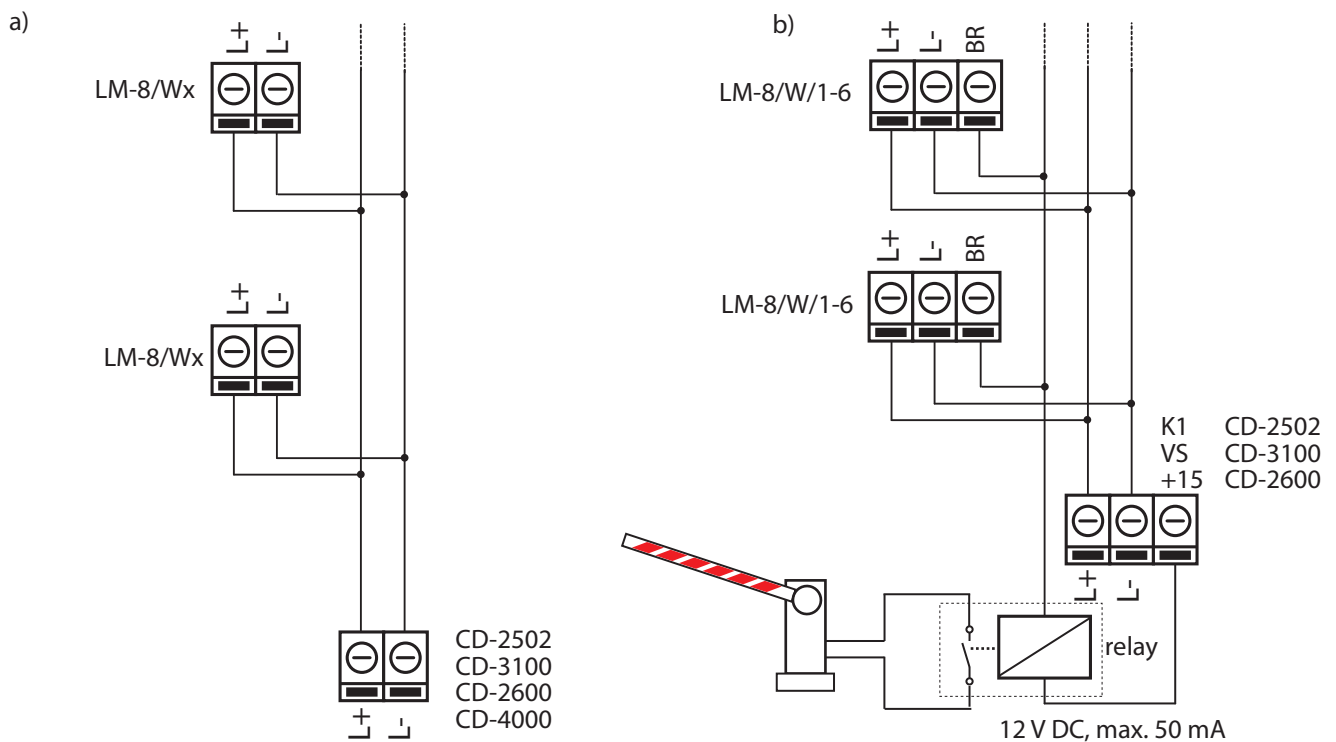 a)
L+ L-
LM-8/Wx
L+ L-
LM-8/Wx
CD-2502
CD-3100
CD-2600
CD-4000
L+ L-
b)
L+ L- BR
LM-8/W/1-6
L+ L- BR
LM-8/W/1-6
K1 CD-2502
VS CD-3100
+15 CD-2600
L+ L-
relay
12 V DC, max. 50 mA